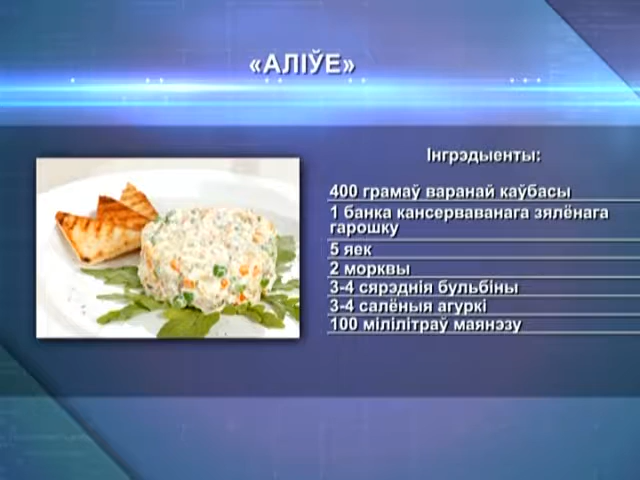 «АЛІЎЕ»
Інгрэдыенты:
400 грамаў варанай каўбасы
1 банка кансерваванага зялёнага
гарошку
5 яек
2 морквы
3-4 сярэднія бульбіны
3-4 салёныя агуркі
100 мілілітраў маянэзу